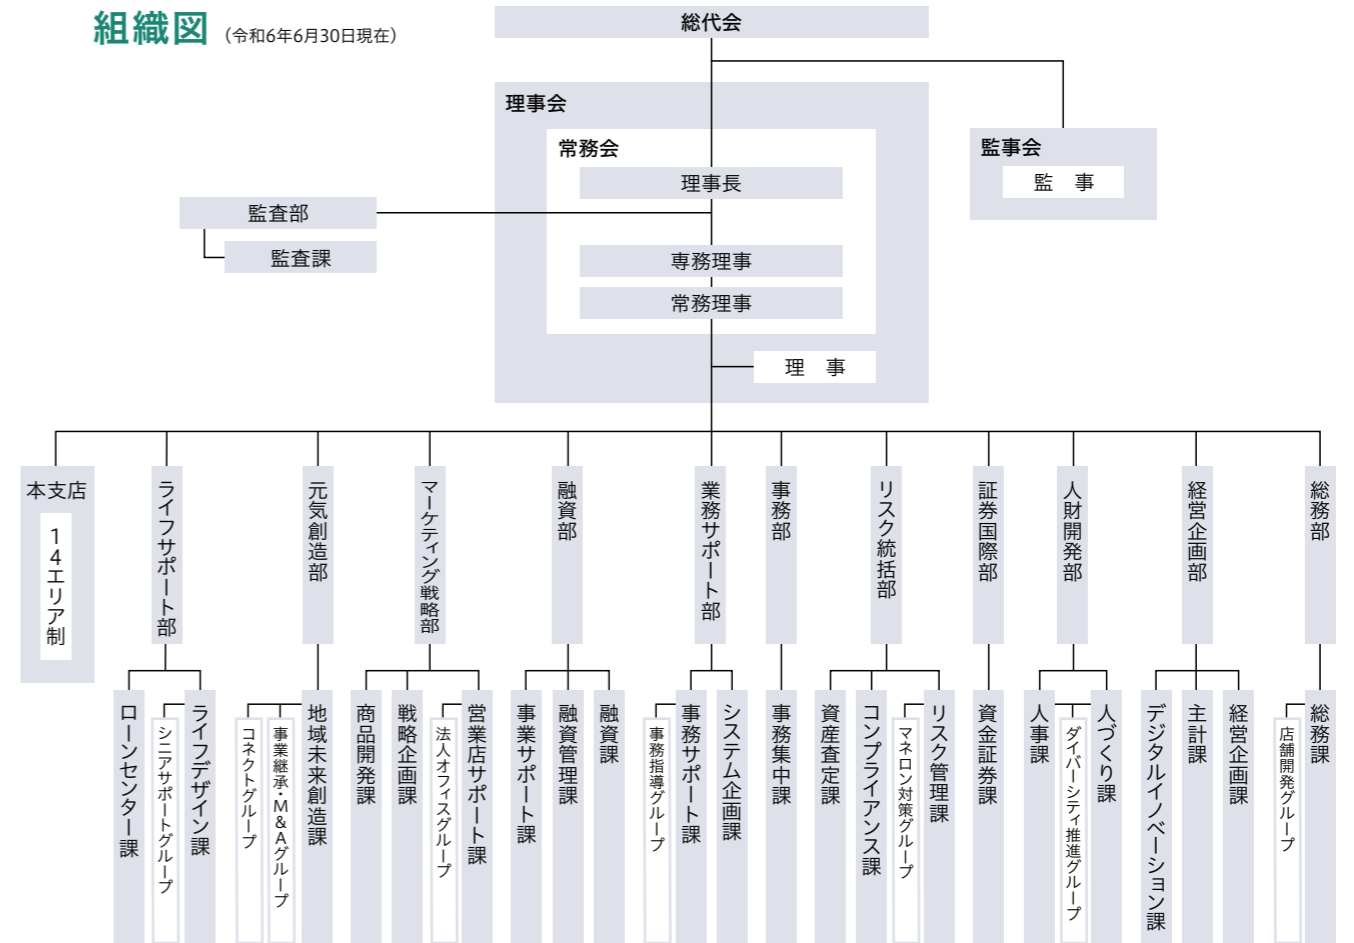 組織図 (令和6年6月30日現在)
総代会
理事会
常務会
理事長
監事会
監　事
監査部
監査課
専務理事
常務理事
理　事
本支店
14エリア制
ライフサポート部
元気創造部
マーケティング戦略部
融資部
業務サポート部
事務部
リスク統括部
証券国際部
人財開発部
経営企画部
総務部
ローンセンター課
シニアサポートグループ
ライフデザイン課
コネクトグループ
事業継承・M&Aグループ
地域未来創造課
商品開発課
戦略企画課
法人オフィスグループ
営業店サポート課
事業サポート課
融資管理課
融資課
事務指導グループ
事務サポート課
システム企画課
事務集中課
資産査定課
コンプライアンス課
マネロン対策グループ
リスク管理課
資金証券課
人事課
ダイバーシティ推進グループ
人づくり課
デジタルイノベーション課
主計課
経営企画課
店舗開発グループ
総務課